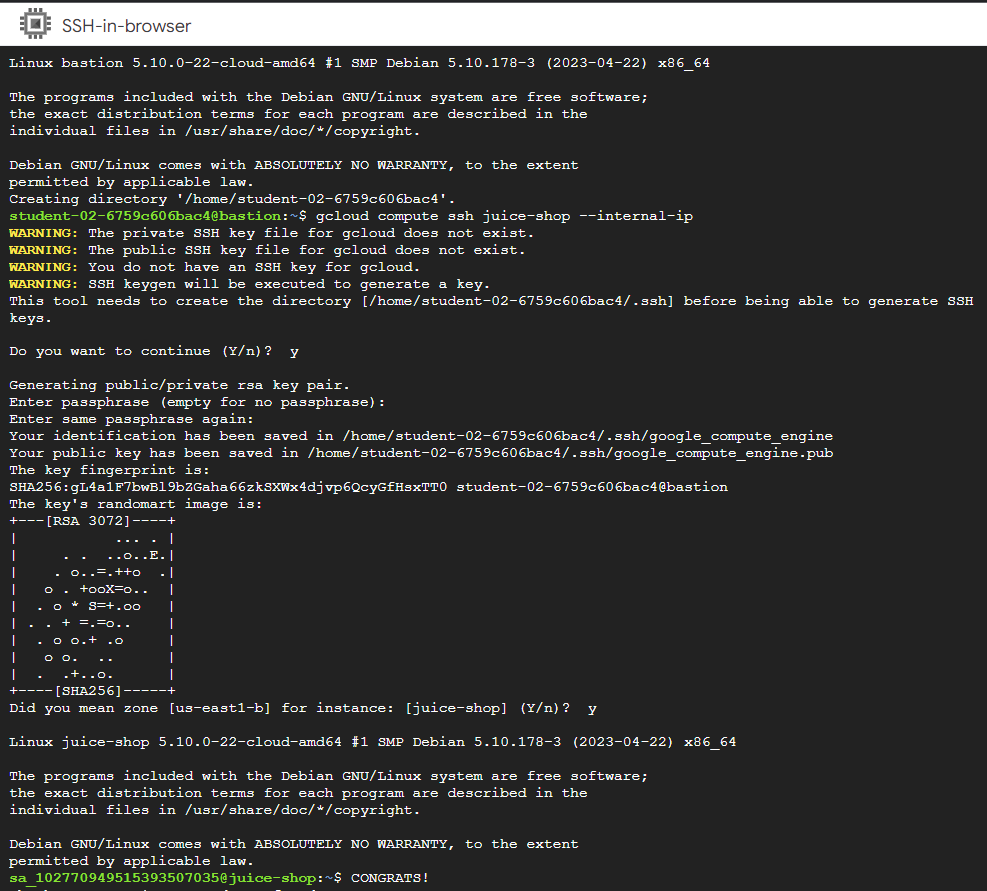 SSH-in-browser
Linux bastion 5.10.0-22-cloud-amd64 #1 SMP Debian 5.10.178-3 (2023-04-22) x86_64
The programs included with the Debian GNU/Linux system are free software;
the exact distribution terms for each program are described in the
individual files in /usr/share/doc/*/copyright.
Debian GNU/Linux comes with ABSOLUTELY NO WARRANTY, to the extent
permitted by applicable law.
Creating directory '/home/student-02-6759c606bac4'.
student-02-6759c606bac4@bastion:~$ gcloud compute ssh juice-shop --internal-ip
WARNING: The private SSH key file for gcloud does not exist.
WARNING: The public SSH key file for gcloud does not exist.
WARNING: You do not have an SSH key for gcloud.
WARNING: SSH keygen will be executed to generate a key.
This tool needs to create the directory [/home/student-02-6759c606bac4/.ssh] before being able to generate SSH
keys.
Do you want to continue (Y/n)?  y
Generating public/private rsa key pair.
Enter passphrase (empty for no passphrase):
Enter same passphrase again:
Your identification has been saved in /home/student-02-6759c606bac4/.ssh/google_compute_engine
Your public key has been saved in /home/student-02-6759c606bac4/.ssh/google_compute_engine.pub
The key fingerprint is:
SHA256:gL4a1F7bwBl9bZGaha66zkSXWx4djvp6QcyGfHsxTT0 student-02-6759c606bac4@bastion
The key's randomart image is:
+---[RSA 3072]----+
|            ... . |
|      . .  ..o..E.|
|     . o..=.++o  .|
|    o . +ooX=o..  |
|   . o * S=+.oo   |
|  . . + =.=o..    |
|   . o o.+ .o     |
|    o o.  ..      |
|   .  .+..o.      |
+----[SHA256]-----+
Did you mean zone [us-east1-b] for instance: [juice-shop] (Y/n)?  y
Linux juice-shop 5.10.0-22-cloud-amd64 #1 SMP Debian 5.10.178-3 (2023-04-22) x86_64
The programs included with the Debian GNU/Linux system are free software;
the exact distribution terms for each program are described in the
individual files in /usr/share/doc/*/copyright.
Debian GNU/Linux comes with ABSOLUTELY NO WARRANTY, to the extent
permitted by applicable law.
sa_102770949515393507035@juice-shop:~$ CONGRATS!